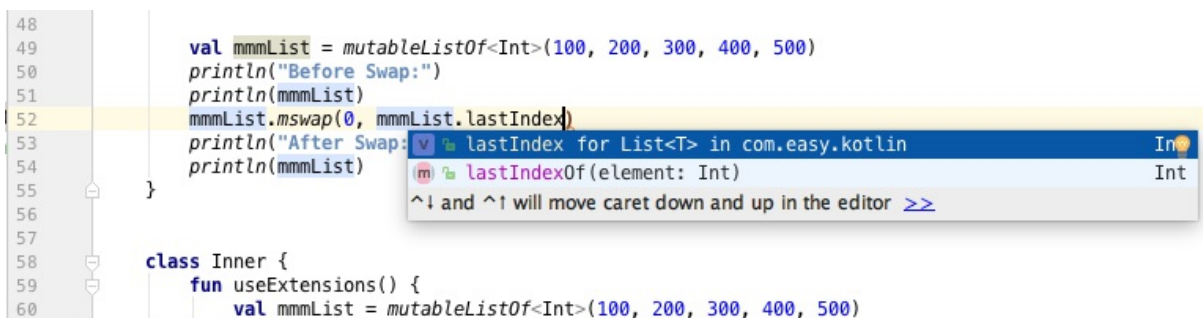 48
49 val mmmList = mutableListOf<Int>(100, 200, 300, 400, 500)
50 println("Before Swap:")
51 println(mmmList)
52 mmmList.mswap(0, mmmList.lastIndex)
53 println("After Swap:
v lastIndex for List<T> in com.easy.kotlin In
54 println(mmmList)
m lastIndexOf(element: Int) Int
55 }
^↓ and ^↑ will move caret down and up in the editor >>
56
57
58 class Inner {
59 fun useExtensions() {
60 val mmmList = mutableListOf<Int>(100, 200, 300, 400, 500)